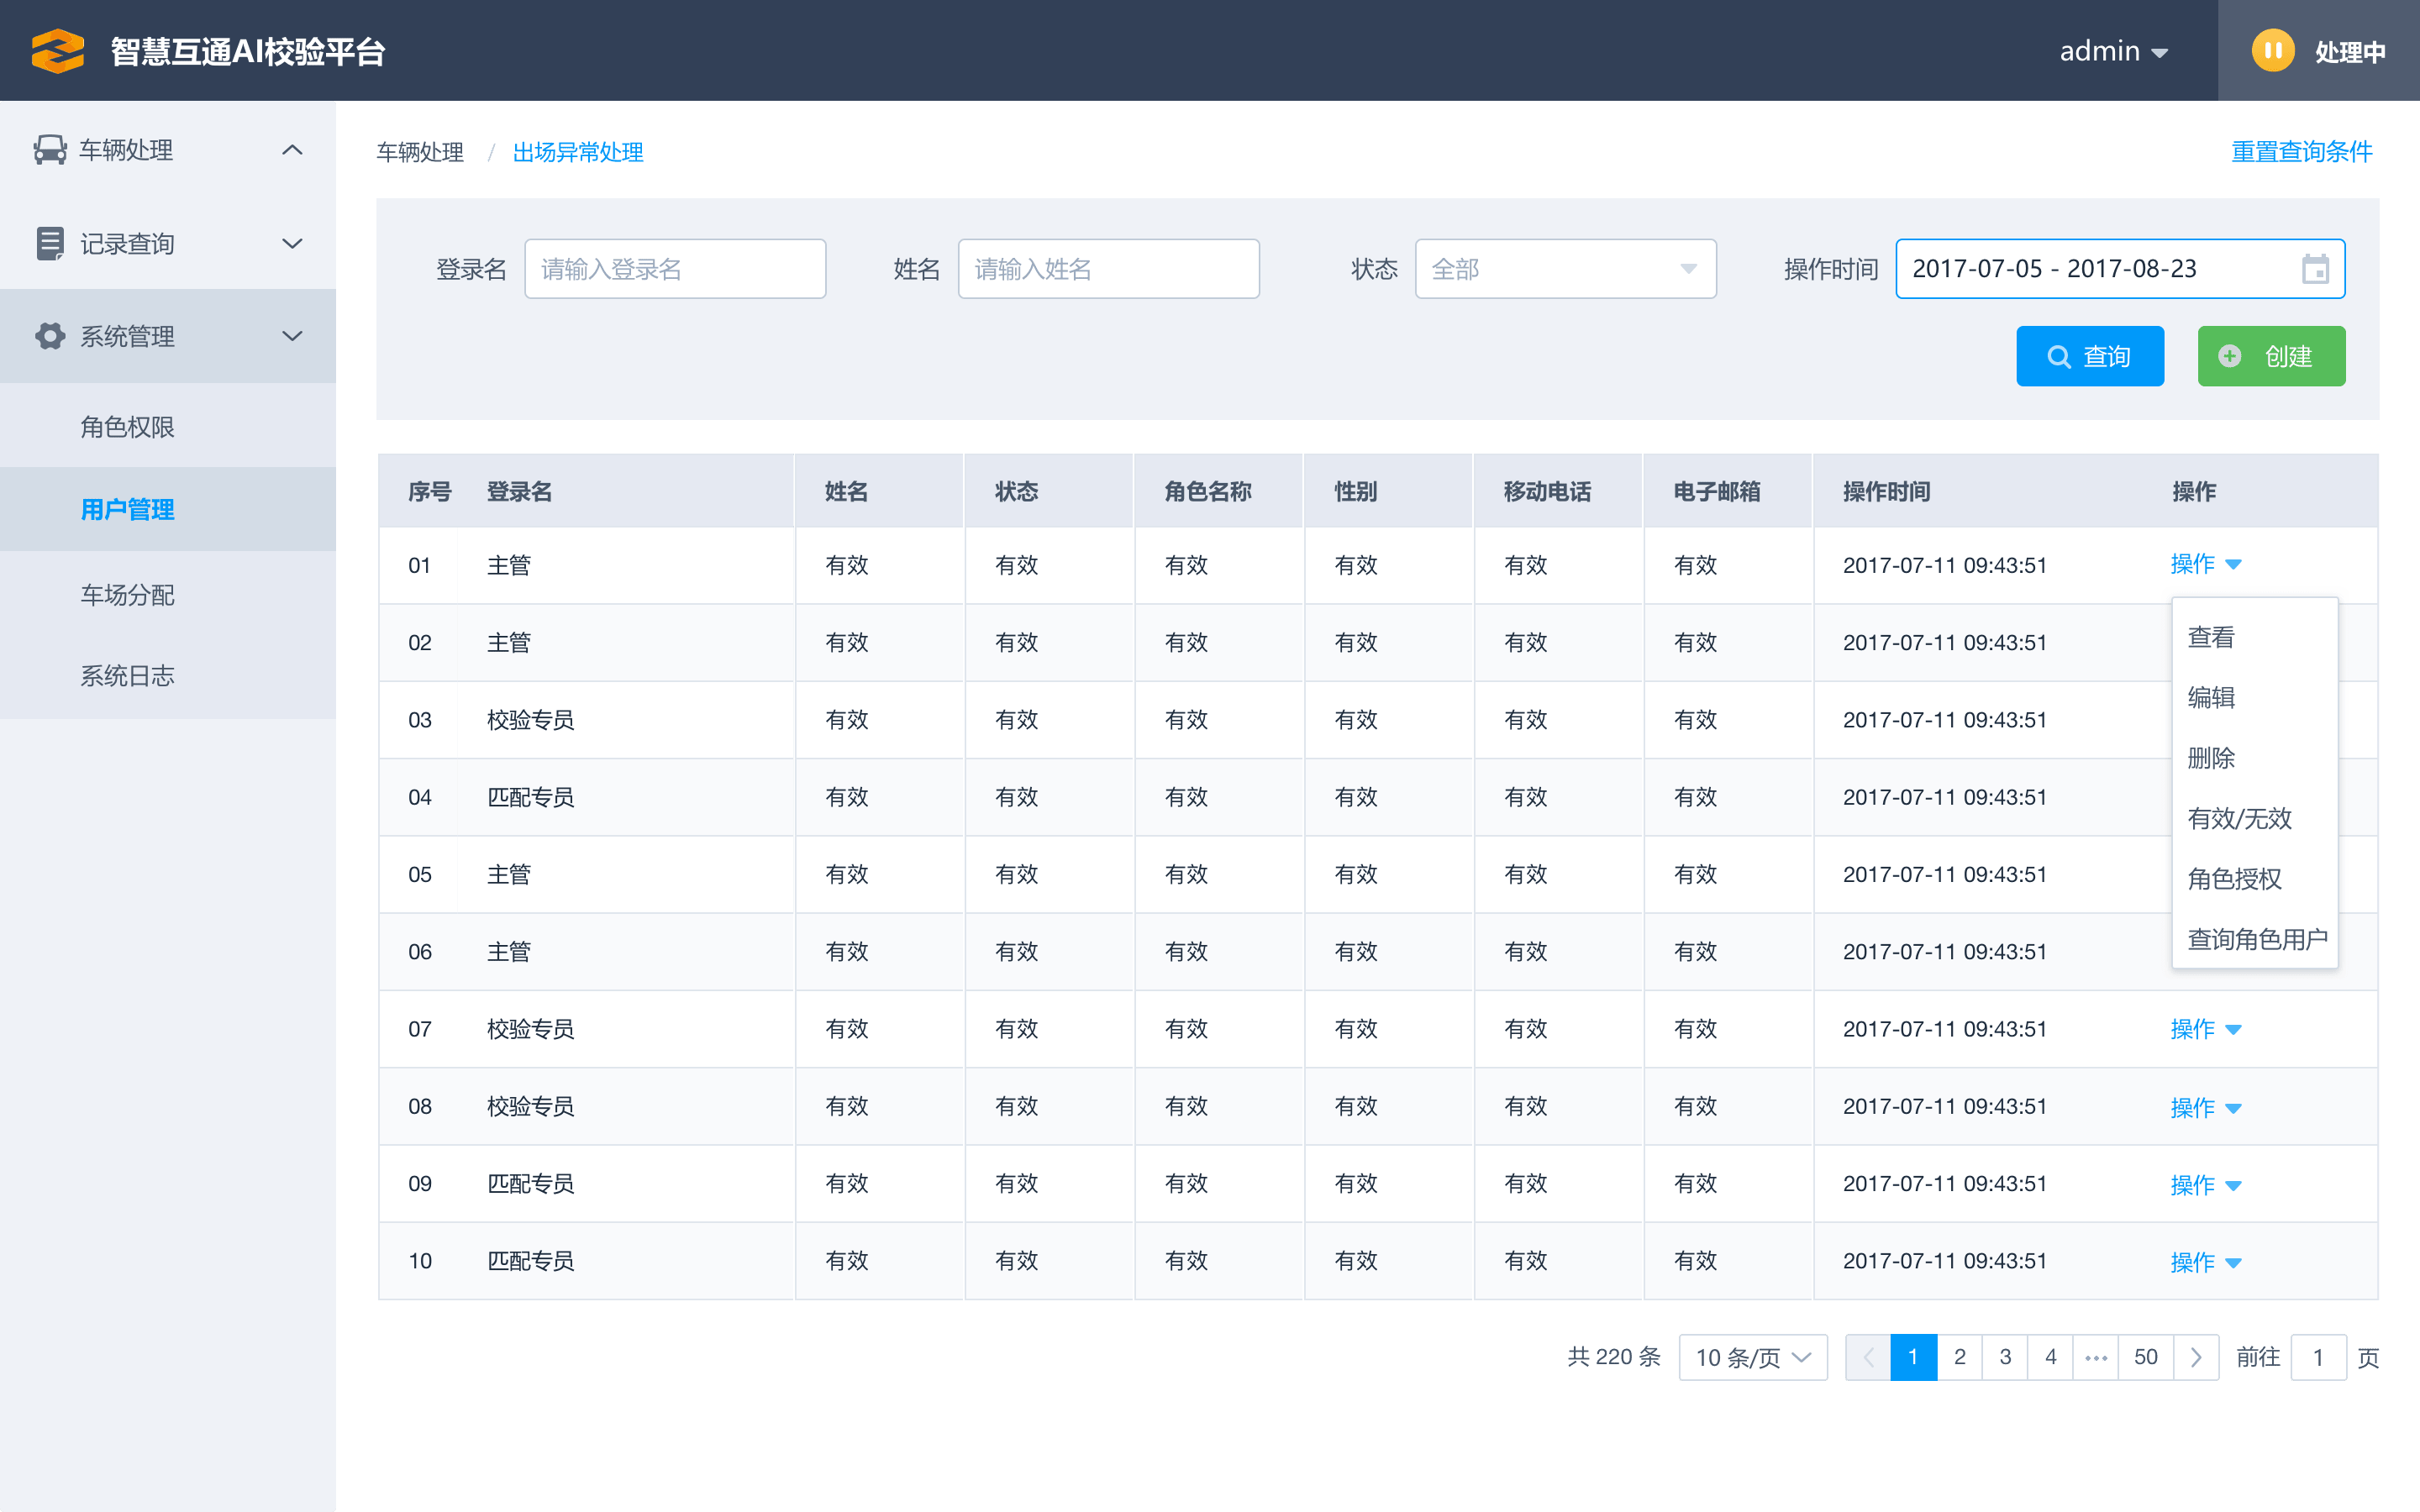 智慧互通AI校验平台
admin
处理中
车辆处理
记录查询
系统管理
角色权限
用户管理
车场分配
系统日志
车辆处理 / 出场异常处理
重置查询条件
登录名 请输入登录名 姓名 请输入姓名 状态 全部 操作时间 2017-07-05 - 2017-08-23
查询 创建
序号 登录名 姓名 状态 角色名称 性别 移动电话 电子邮箱 操作时间 操作
01 主管 有效 有效 有效 有效 有效 有效 2017-07-11 09:43:51 操作
02 主管 有效 有效 有效 有效 有效 有效 2017-07-11 09:43:51
03 校验专员 有效 有效 有效 有效 有效 有效 2017-07-11 09:43:51
04 匹配专员 有效 有效 有效 有效 有效 有效 2017-07-11 09:43:51
05 主管 有效 有效 有效 有效 有效 有效 2017-07-11 09:43:51
06 主管 有效 有效 有效 有效 有效 有效 2017-07-11 09:43:51
查看
编辑
删除
有效/无效
角色授权
查询角色用户
07 校验专员 有效 有效 有效 有效 有效 有效 2017-07-11 09:43:51 操作
08 校验专员 有效 有效 有效 有效 有效 有效 2017-07-11 09:43:51 操作
09 匹配专员 有效 有效 有效 有效 有效 有效 2017-07-11 09:43:51 操作
10 匹配专员 有效 有效 有效 有效 有效 有效 2017-07-11 09:43:51 操作
共 220 条 10 条/页 1 2 3 4 ••• 50 前往 1 页